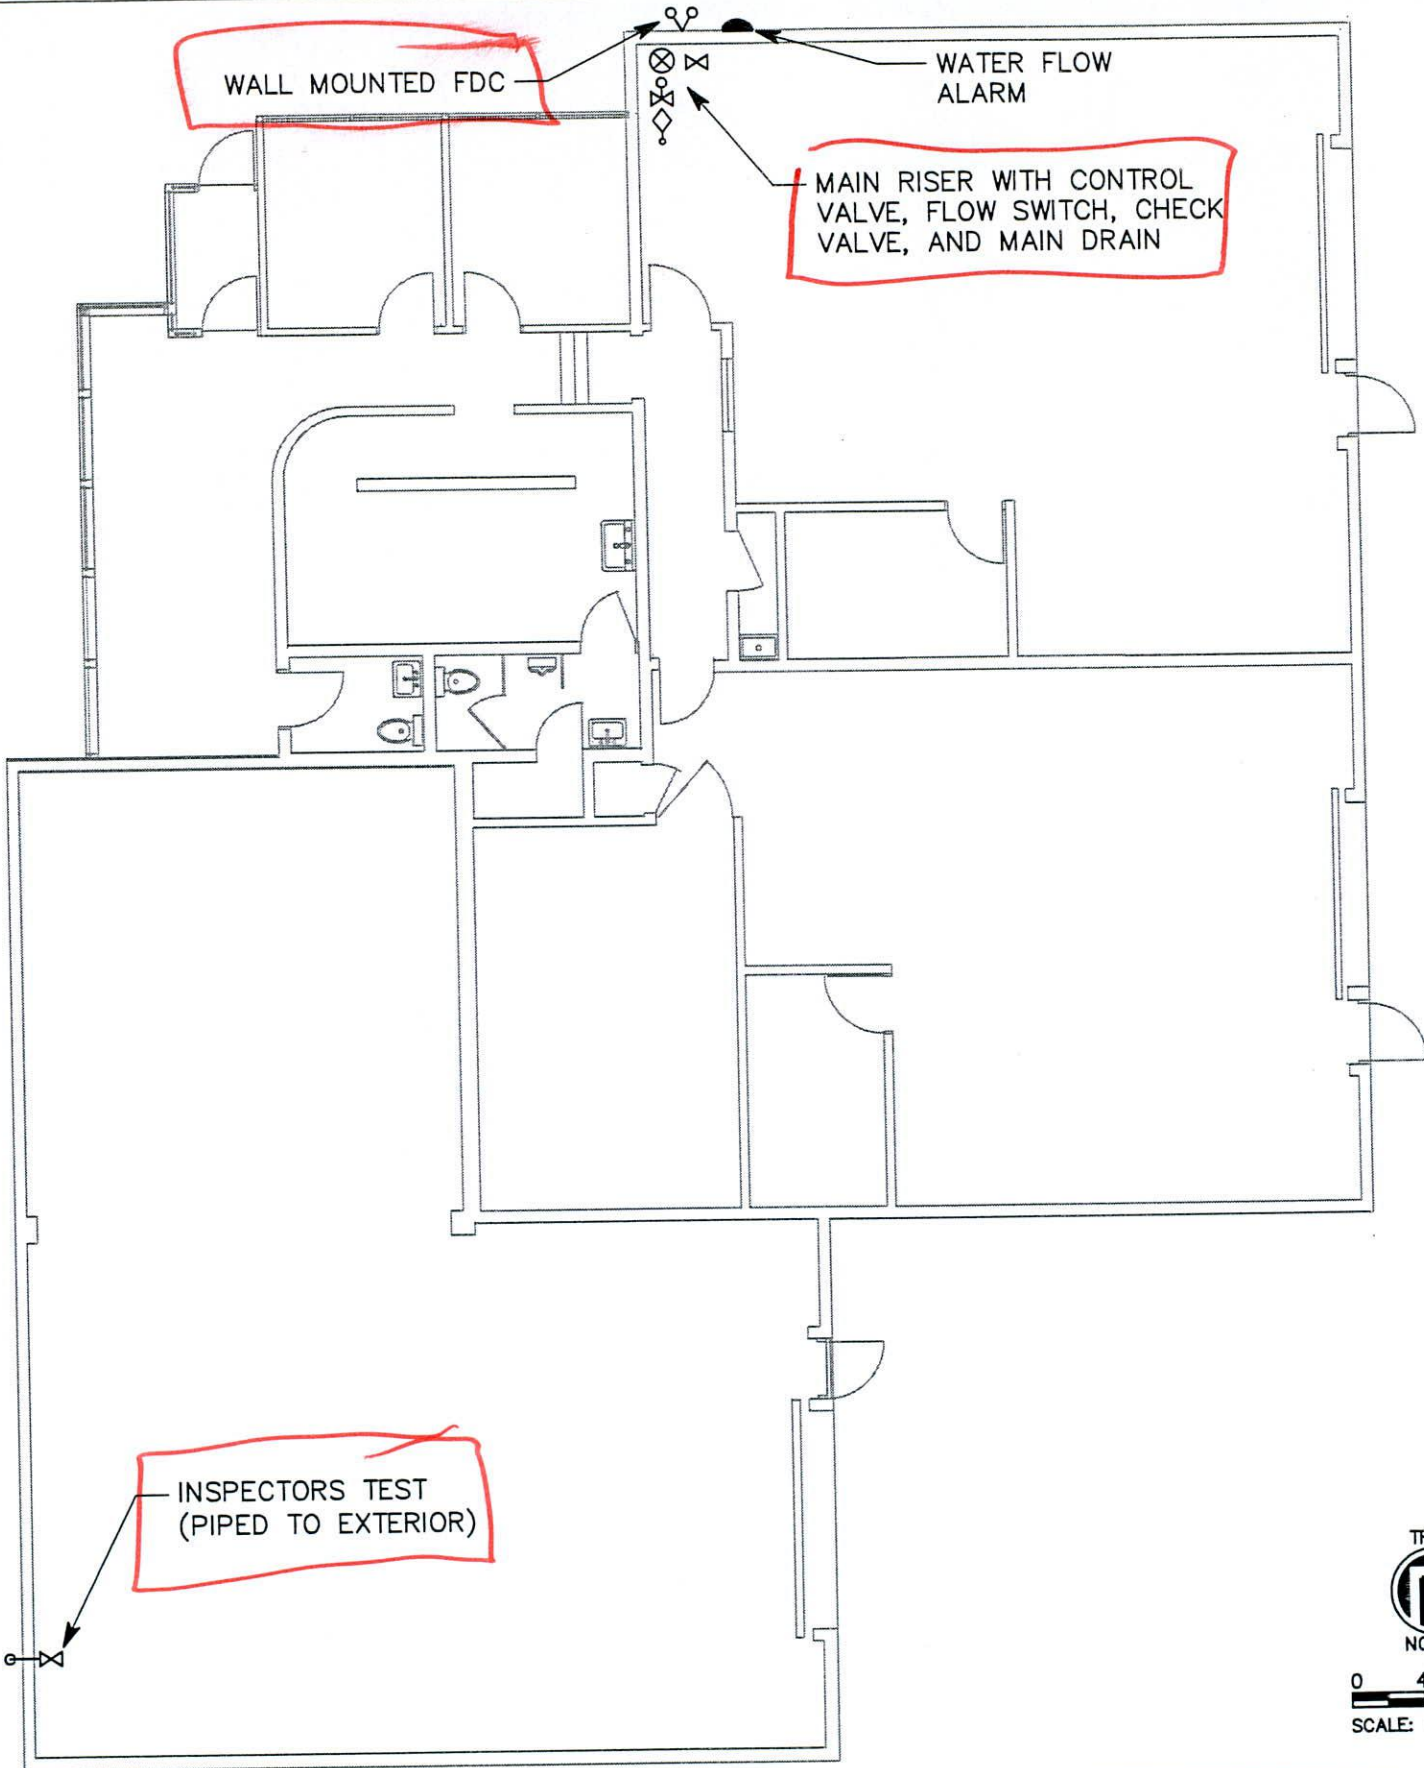 WALL MOUNTED FDC
WATER FLOW
ALARM
MAIN RISER WITH CONTROL
VALVE, FLOW SWITCH, CHECK
VALVE, AND MAIN DRAIN
INSPECTORS TEST
(PIPED TO EXTERIOR)
0 4
SCALE: